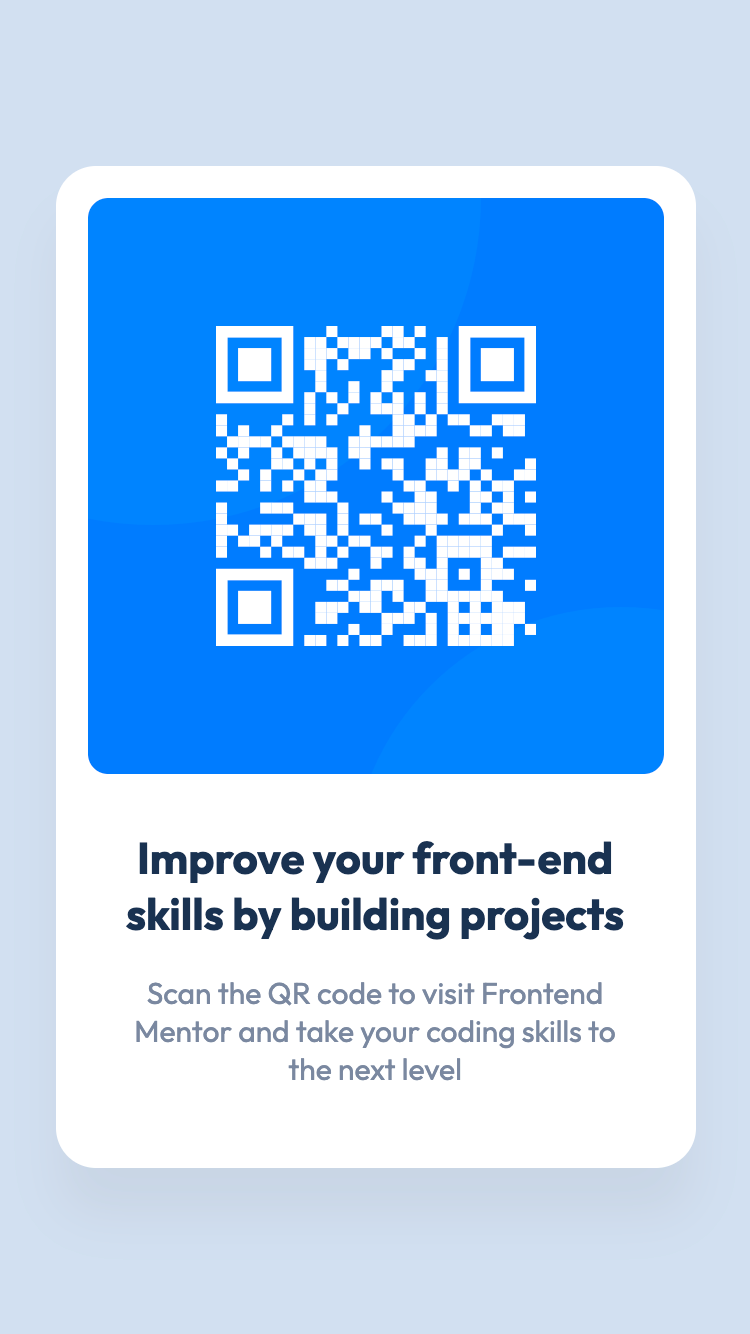 Improve your front-end
skills by building projects
Scan the QR code to visit Frontend
Mentor and take your coding skills to
the next level